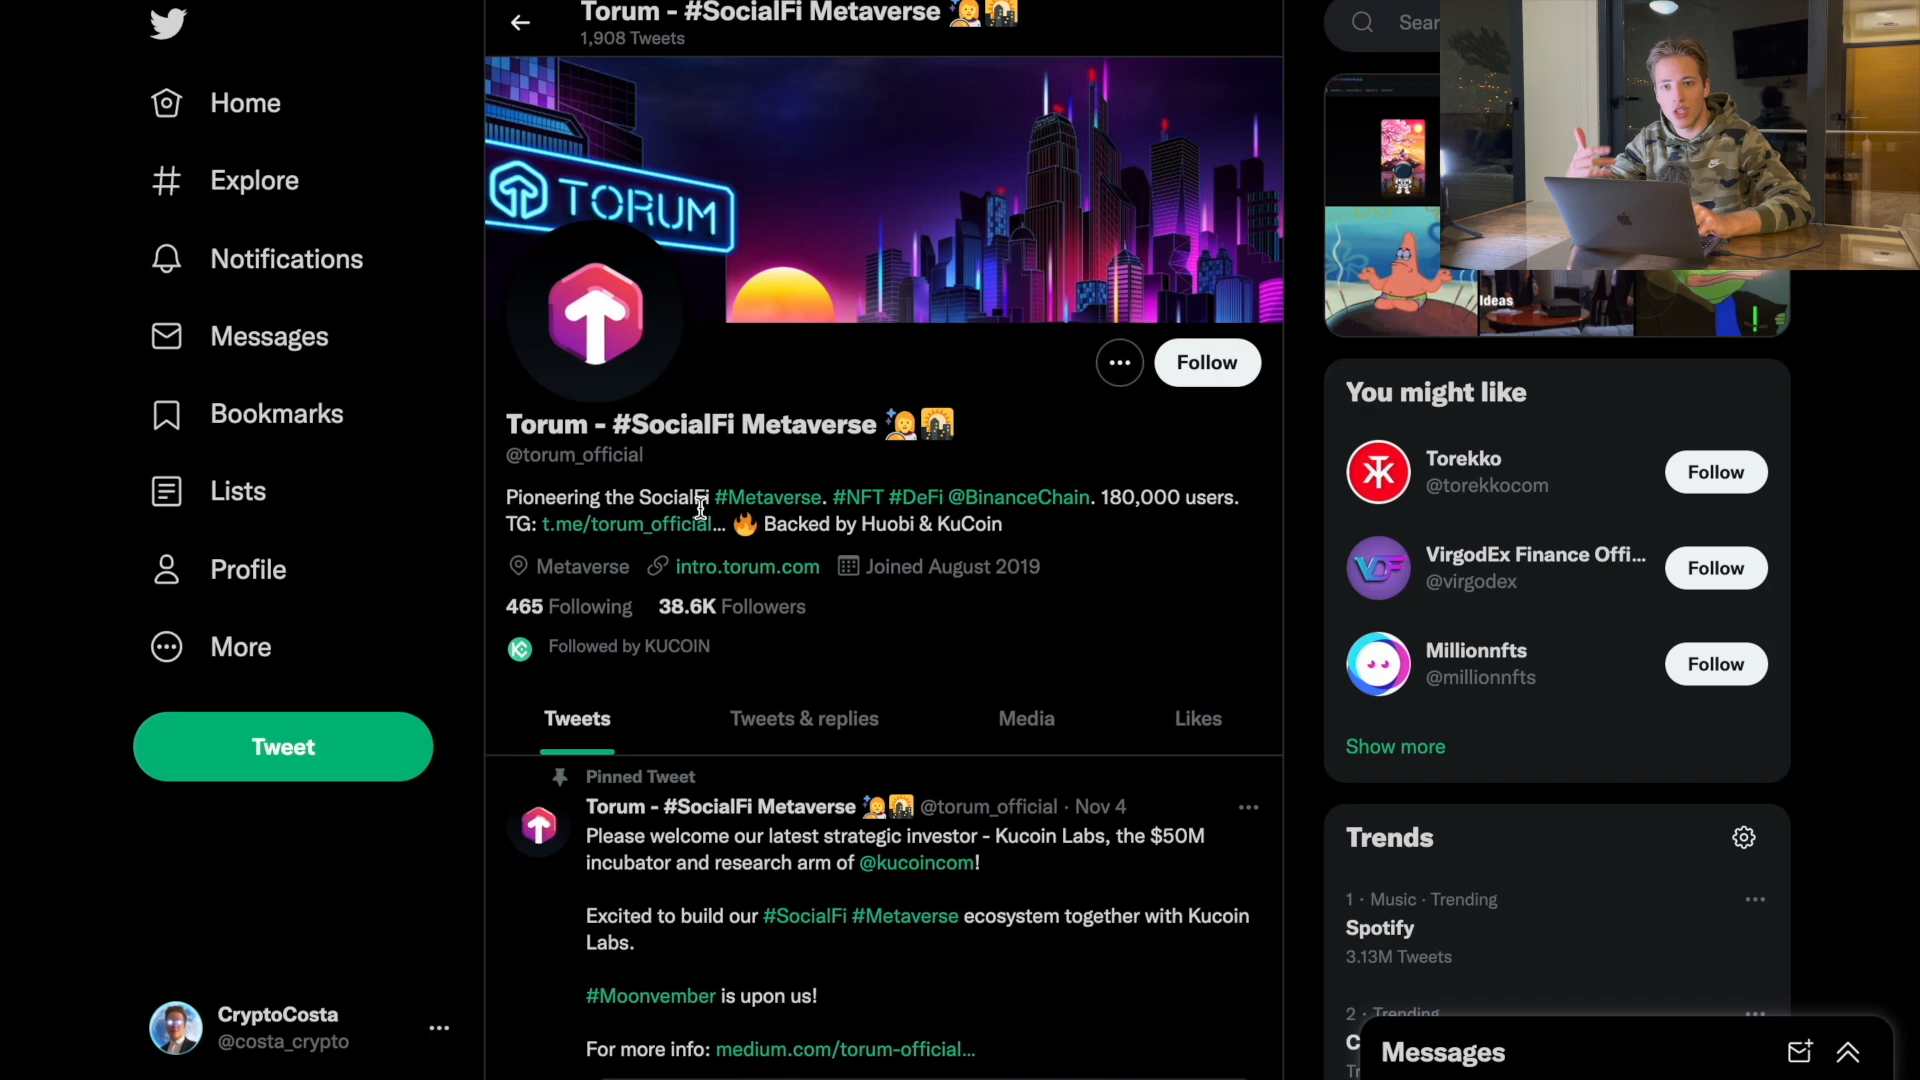 Home
Explore
Notifications
Messages
Bookmarks
Lists
Profile
More
Tweet
CryptoCosta
@costa_crypto
Torum - #SocialFi Metaverse
1,908 Tweets
TORUM
Follow
Torum - #SocialFi Metaverse
@torum_official
Pioneering the SocialFi #Metaverse. #NFT #DeFi @BinanceChain. 180,000 users.
TG: t.me/torum_official... 🔥 Backed by Huobi & KuCoin
Metaverse intro.torum.com Joined August 2019
465 Following 38.6K Followers
Followed by KUCOIN
Tweets Tweets & replies Media Likes
Pinned Tweet
Torum - #SocialFi Metaverse @torum_official · Nov 4
Please welcome our latest strategic investor - Kucoin Labs, the $50M
incubator and research arm of @kucoincom!
Excited to build our #SocialFi #Metaverse ecosystem together with Kucoin
Labs.
#Moonvember is upon us!
For more info: medium.com/torum-official...
Sear
Ideas
You might like
Torekko
@torekkocom
Follow
VirgodEx Finance Offi...
@virgodex
Follow
Millionnfts
@millionnfts
Follow
Show more
Trends
1 · Music · Trending
Spotify
3.13M Tweets
2 · Trending
Messages